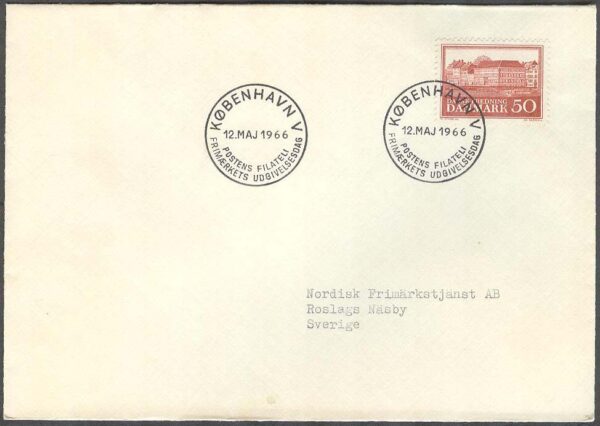 KØBENHAVN V
12.MAJ 1966
POSTENS FILATELI
FRIMÆRKETS UDGIVELSESDAG
KØBENHAVN V
12.MAJ 1966
POSTENS FILATELI
FRIMÆRKETS UDGIVELSESDAG
DANMARK 50
Nordisk Frimärkstjänst AB
Roslags Näsby
Sverige